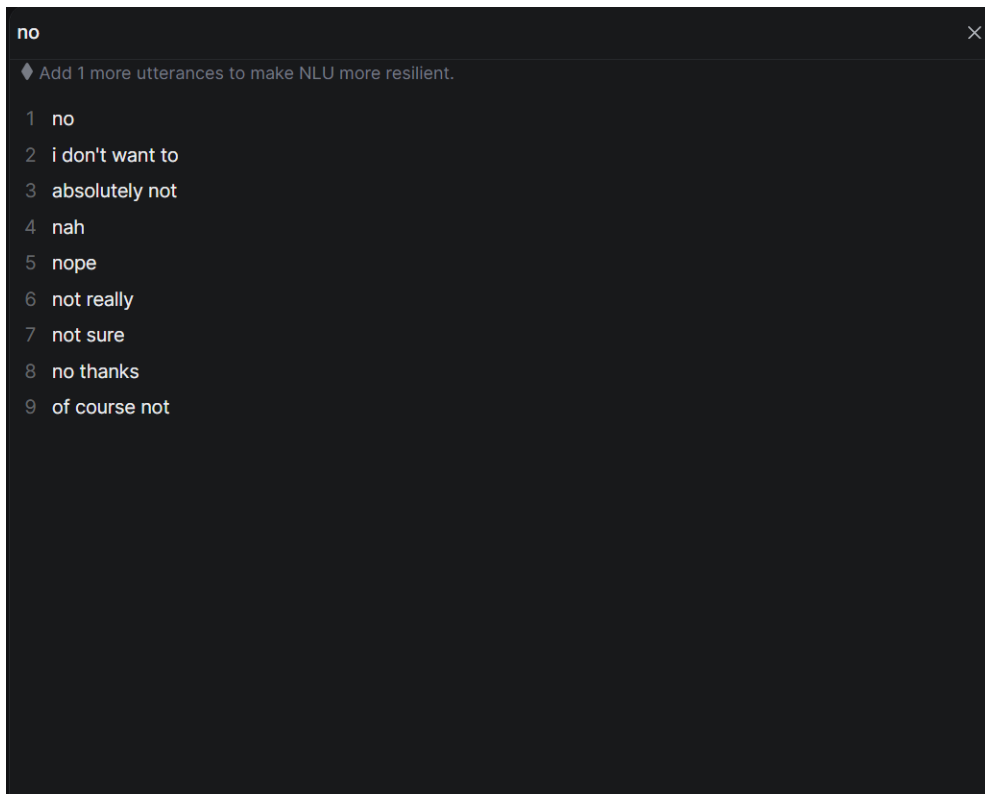 no
Add 1 more utterances to make NLU more resilient.
1 no
2 i don't want to
3 absolutely not
4 nah
5 nope
6 not really
7 not sure
8 no thanks
9 of course not